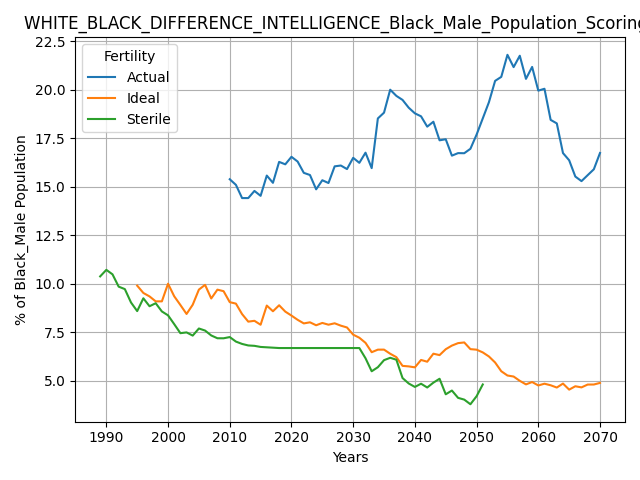 WHITE_BLACK_DIFFERENCE_INTELLIGENCE_Black_Male_Population_Scoring
Fertility
Actual
Ideal
Sterile
% of Black_Male Population
22.5
20.0
17.5
15.0
12.5
10.0
7.5
5.0
1990 2000 2010 2020 2030 2040 2050 2060 2070
Years